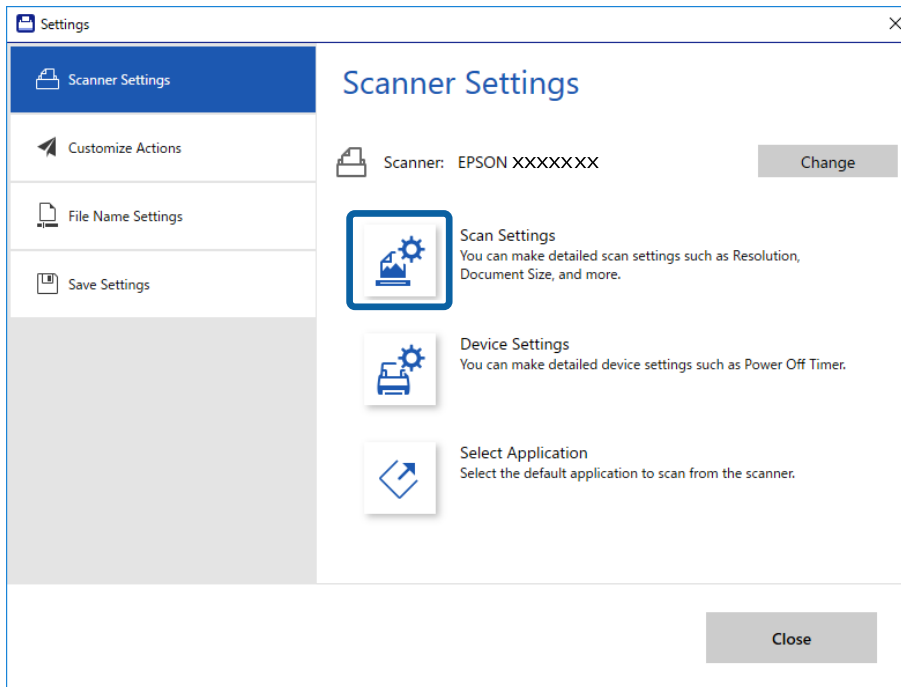 Settings
Scanner Settings
Customize Actions
File Name Settings
Save Settings
Scanner Settings
Scanner: EPSON XXXXXXX
Change
Scan Settings
You can make detailed scan settings such as Resolution,
Document Size, and more.
Device Settings
You can make detailed device settings such as Power Off Timer.
Select Application
Select the default application to scan from the scanner.
Close